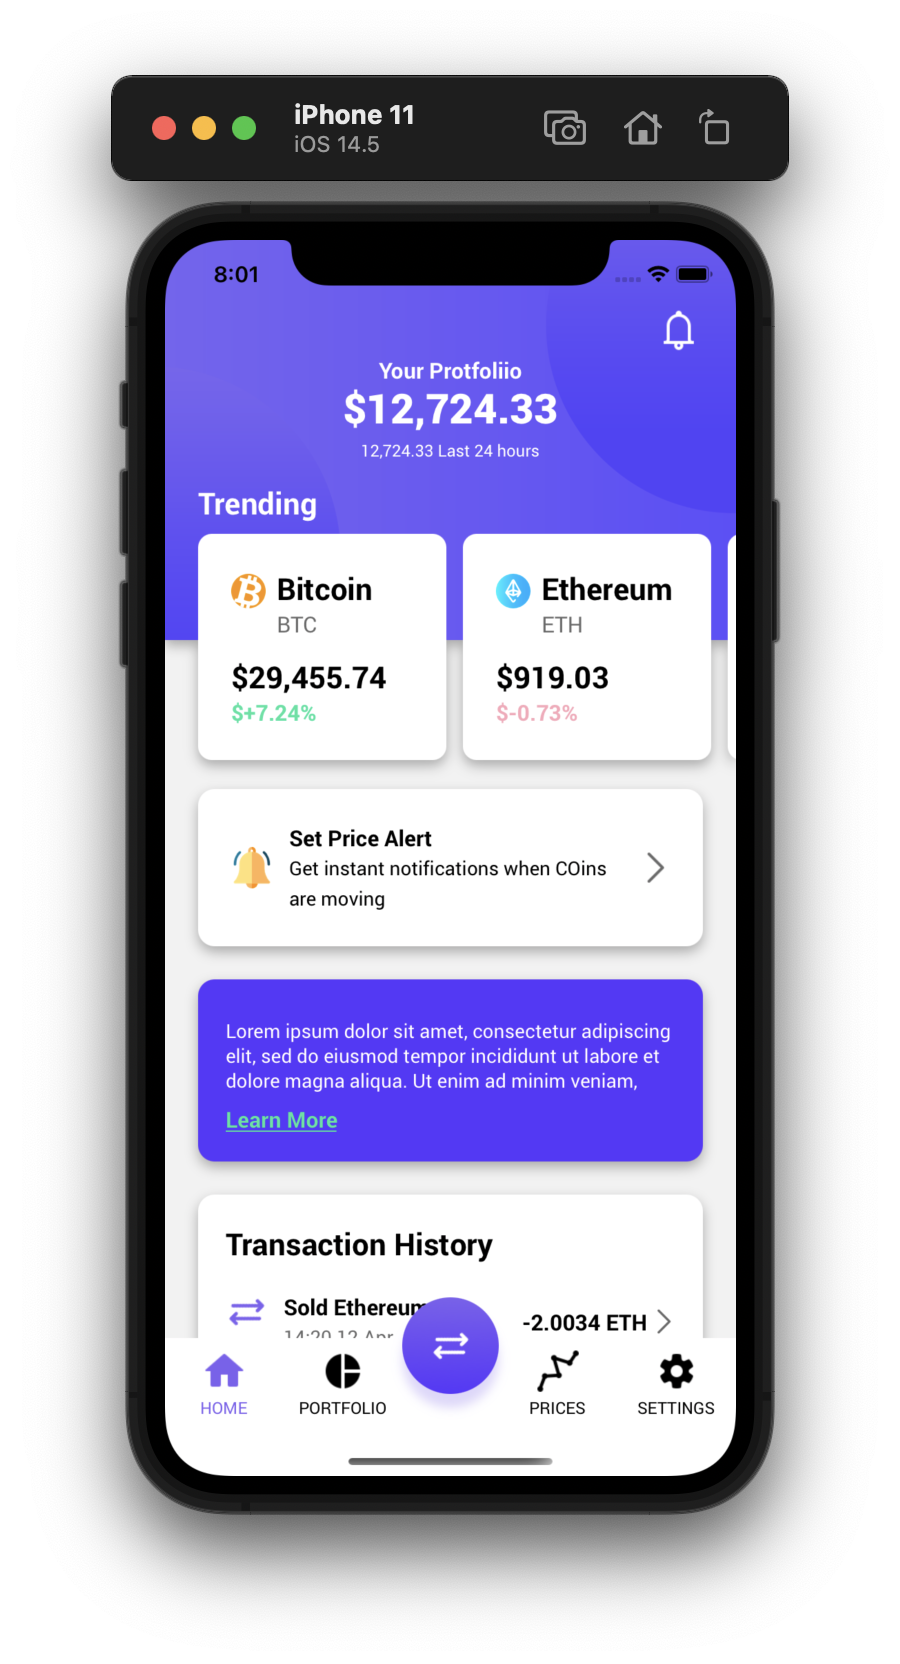 iPhone 11
iOS 14.5
8:01
Your Protfoliio
$12,724.33
12,724.33 Last 24 hours
Trending
Bitcoin
BTC
$29,455.74
$+7.24%
Ethereum
ETH
$919.03
$-0.73%
Set Price Alert
Get instant notifications when COins
are moving
Lorem ipsum dolor sit amet, consectetur adipiscing
elit, sed do eiusmod tempor incididunt ut labore et
dolore magna aliqua. Ut enim ad minim veniam,
Learn More
Transaction History
Sold Ethereum
14:20 12 Apr
-2.0034 ETH
HOME
PORTFOLIO
PRICES
SETTINGS